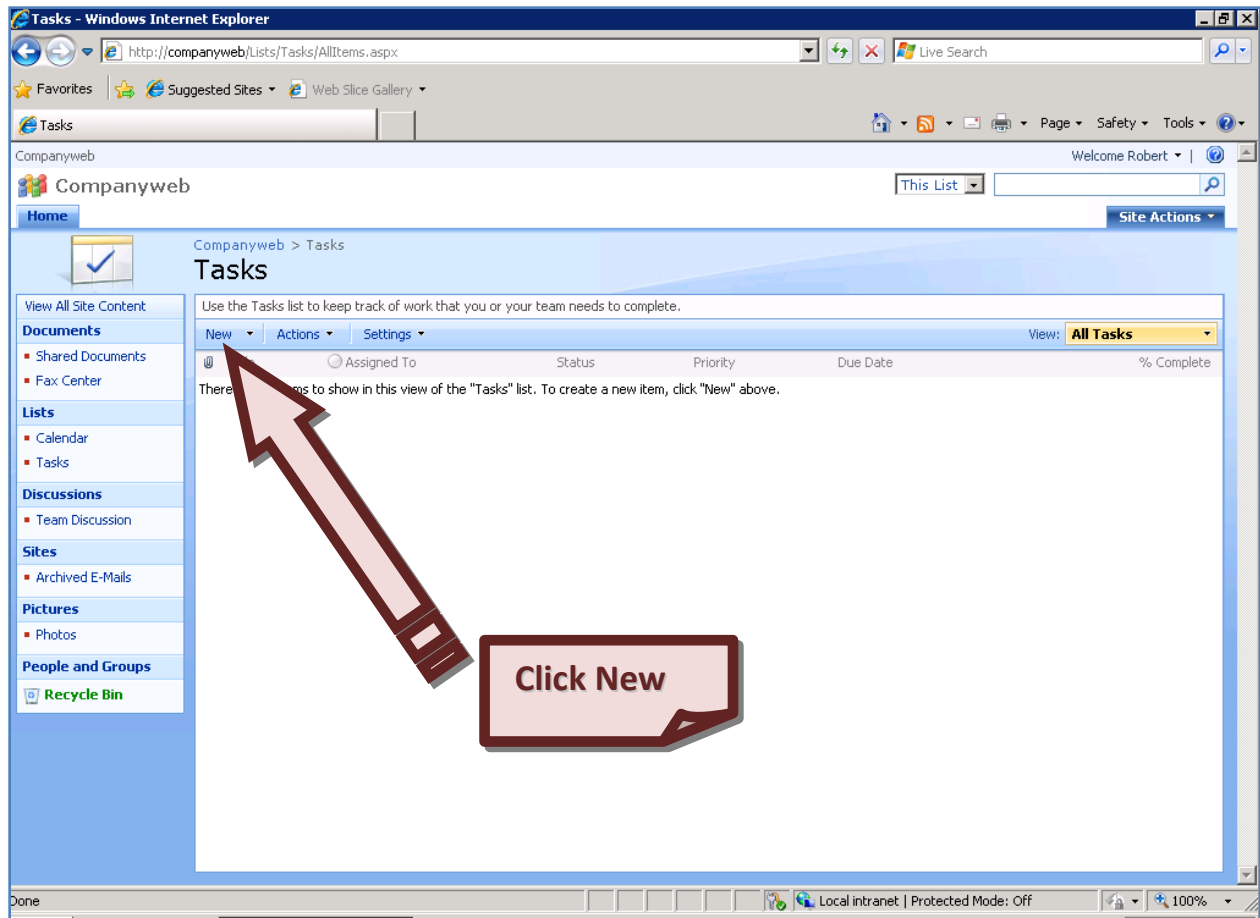 Tasks - Windows Internet Explorer
http://companyweb/Lists/Tasks/AllItems.aspx
Live Search
Favorites Suggested Sites Web Slice Gallery
Tasks Page Safety Tools
Companyweb Welcome Robert |
Companyweb This List
Home Site Actions
Companyweb > Tasks
Tasks
View All Site Content
Use the Tasks list to keep track of work that you or your team needs to complete.
Documents
New Actions Settings View: All Tasks
Shared Documents
Assigned To Status Priority Due Date % Complete
Fax Center
There to show in this view of the "Tasks" list. To create a new item, click "New" above.
Lists
Calendar
Tasks
Discussions
Team Discussion
Sites
Archived E-Mails
Pictures
Photos
People and Groups
Recycle Bin
Click New
Done Local intranet | Protected Mode: Off 100%